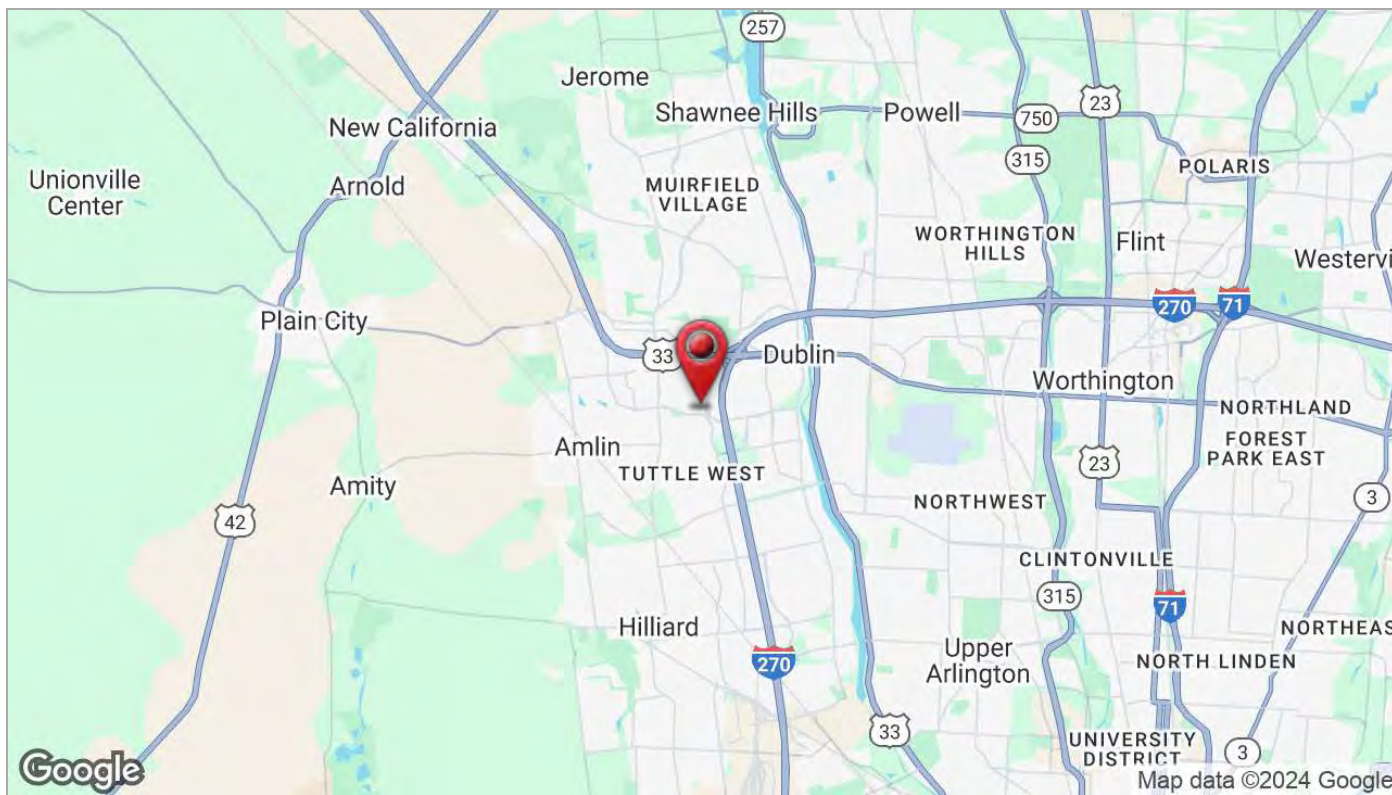 257
Jerome
23
Shawnee Hills
Powell
750
New California
315
POLARIS
Unionville
Center
Arnold
MUIRFIELD
VILLAGE
WORTHINGTON
HILLS
Flint
Westervi
270
71
Plain City
33
Dublin
Worthington
NORTHLAND
Amlin
FOREST
PARK EAST
TUTTLE WEST
23
Amity
NORTHWEST
3
42
CLINTONVILLE
315
71
Hilliard
NORTHEAS
Upper
Arlington
270
NORTH LINDEN
33
UNIVERSITY
DISTRICT
3
Google
Map data ©2024 Google